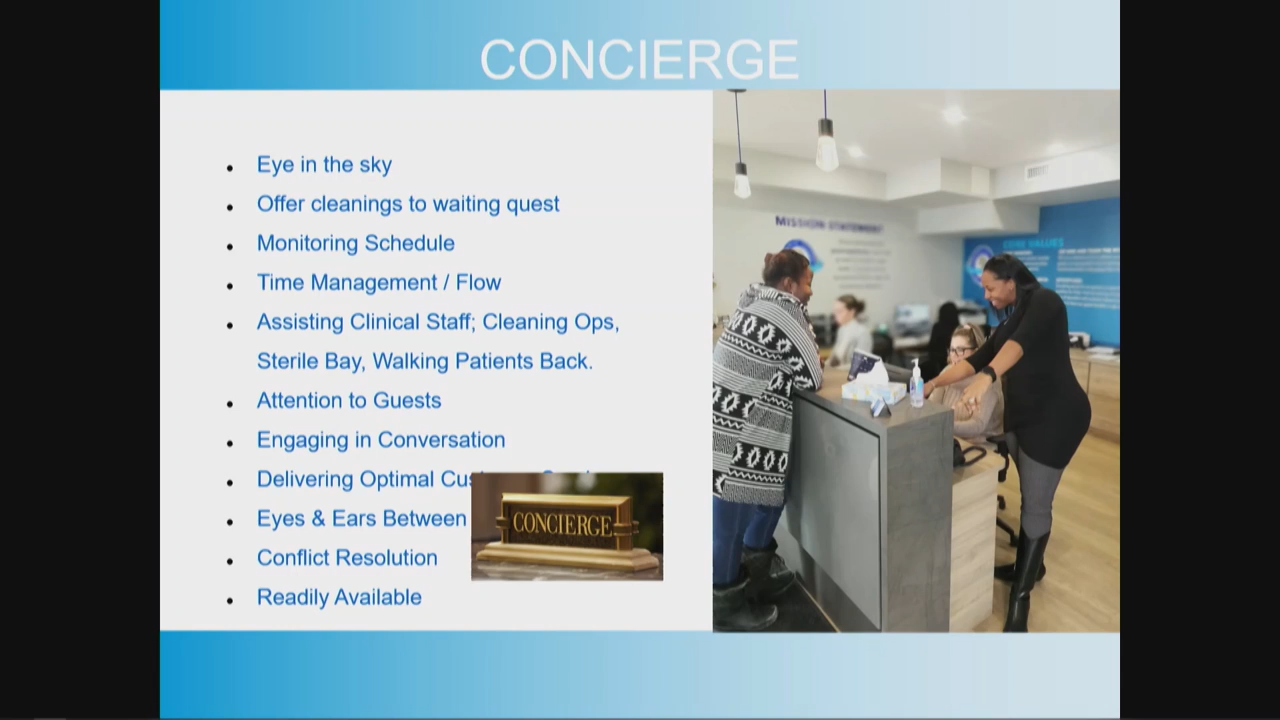 CONCIERGE
Eye in the sky
Offer cleanings to waiting quest
Monitoring Schedule
Time Management / Flow
Assisting Clinical Staff; Cleaning Ops,
Sterile Bay, Walking Patients Back.
Attention to Guests
Engaging in Conversation
Delivering Optimal
Eyes & Ears Between
Conflict Resolution
Readily Available
CONCIERGE
MISSION STATEMENT
CORE VALUES